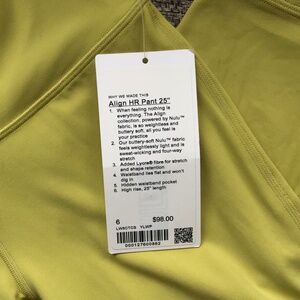 WHY WE MADE THIS
Align HR Pant 25"
1. When feeling nothing is
everything. The Align
collection, powered by Nulu™
fabric, is so weightless and
buttery soft, all you feel is
your practice
2. Our buttery-soft Nulu™ fabric
feels weightlessly light and is
sweat-wicking and four-way
stretch
3. Added Lycra® fibre for stretch
and shape retention
4. Waistband lies flat and won't
dig in
5. Hidden waistband pocket
6. High rise, 25" length
6
$98.00
YLWP
000127600862